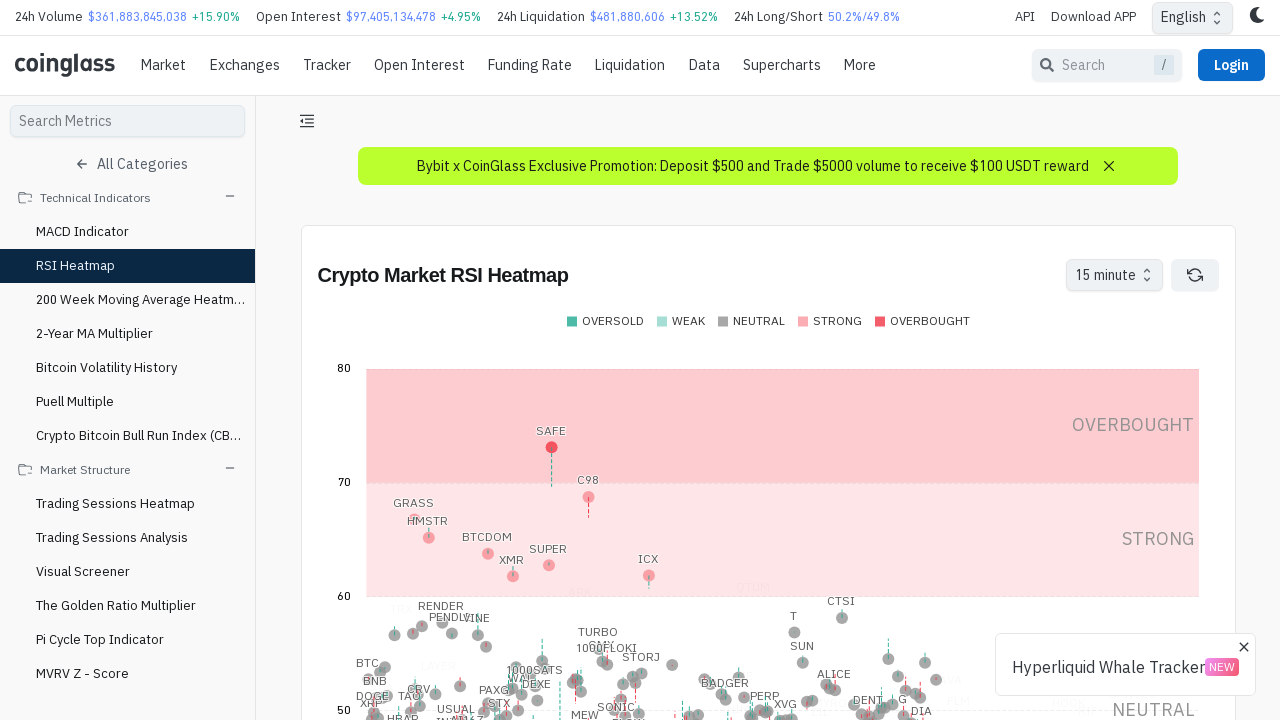 24h Volume $361,883,845,038 +15.90% Open Interest $97,405,134,478 +4.95% 24h Liquidation $481,880,606 +13.52% 24h Long/Short 50.2%/49.8% API Download APP English
coinglass Market Exchanges Tracker Open Interest Funding Rate Liquidation Data Supercharts More Search / Login
Search Metrics
All Categories
Bybit x CoinGlass Exclusive Promotion: Deposit $500 and Trade $5000 volume to receive $100 USDT reward
Technical Indicators
MACD Indicator
RSI Heatmap
200 Week Moving Average Heatm...
2-Year MA Multiplier
Bitcoin Volatility History
Puell Multiple
Crypto Bitcoin Bull Run Index (CB...
Market Structure
Trading Sessions Heatmap
Trading Sessions Analysis
Visual Screener
The Golden Ratio Multiplier
Pi Cycle Top Indicator
MVRV Z - Score
Crypto Market RSI Heatmap 15 minute
OVERSOLD WEAK NEUTRAL STRONG OVERBOUGHT
80
OVERBOUGHT
SAFE
70
C98
GRASS
HMSTR
BTCDOM
STRONG
SUPER
XMR
ICX
60
CTSI
RENDER
PENDLE VINE
T
TURBO
1000FLOKI
SUN
STORJ
BTC
1000SATS
ALICE
BNB
DEXE
BADGER
CRV
PAXG
DOGE TAO
PERP
XRP
STX
XVG
DENT
G
USUAL
SONIC
MEW
DIA
50
NEUTRAL
HBAR
Hyperliquid Whale Tracker NEW